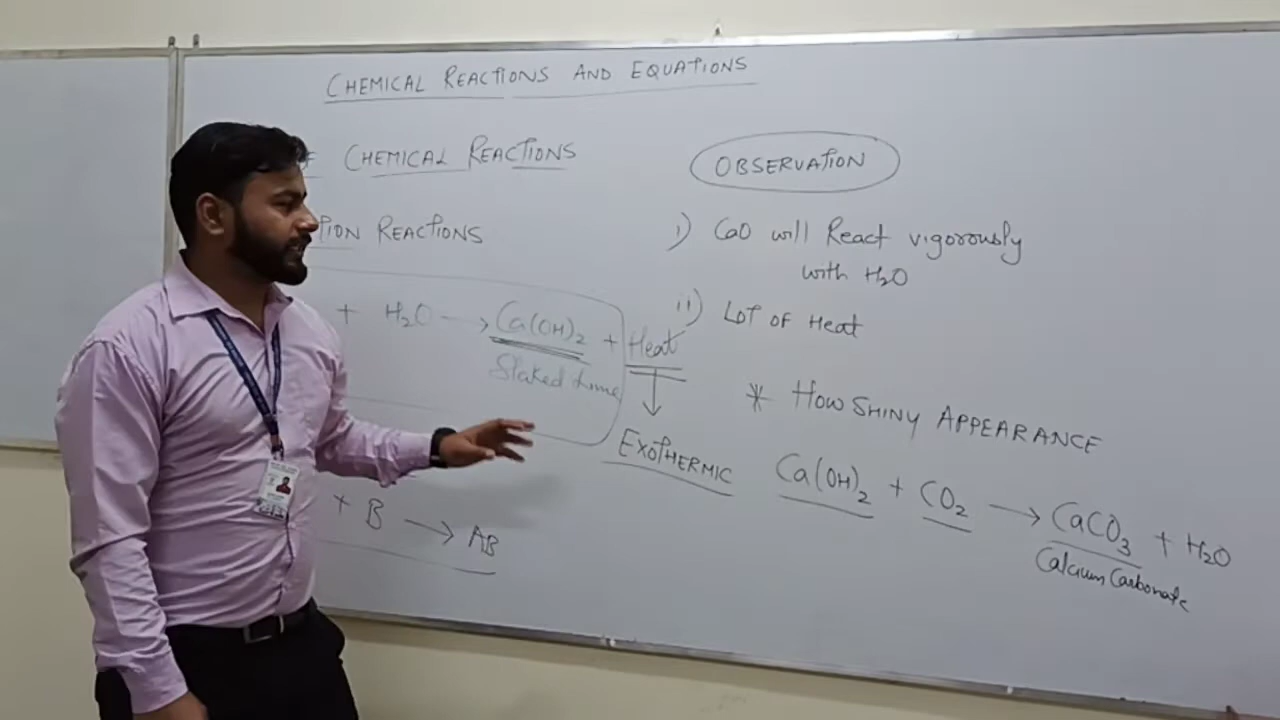 CHEMICAL REACTIONS AND EQUATIONS
CHEMICAL REACTIONS
TION REACTIONS
+ H₂O → Ca(OH)₂ + Heat
Slaked Lime
EXOTHERMIC
+ B → AB
OBSERVATION
i) CaO will React vigorously
with H₂O
ii) LOT OF Heat
* HOW SHINY APPEARANCE
Ca(OH)₂ + CO₂ → CaCO₃ + H₂O
Calcium Carbonate